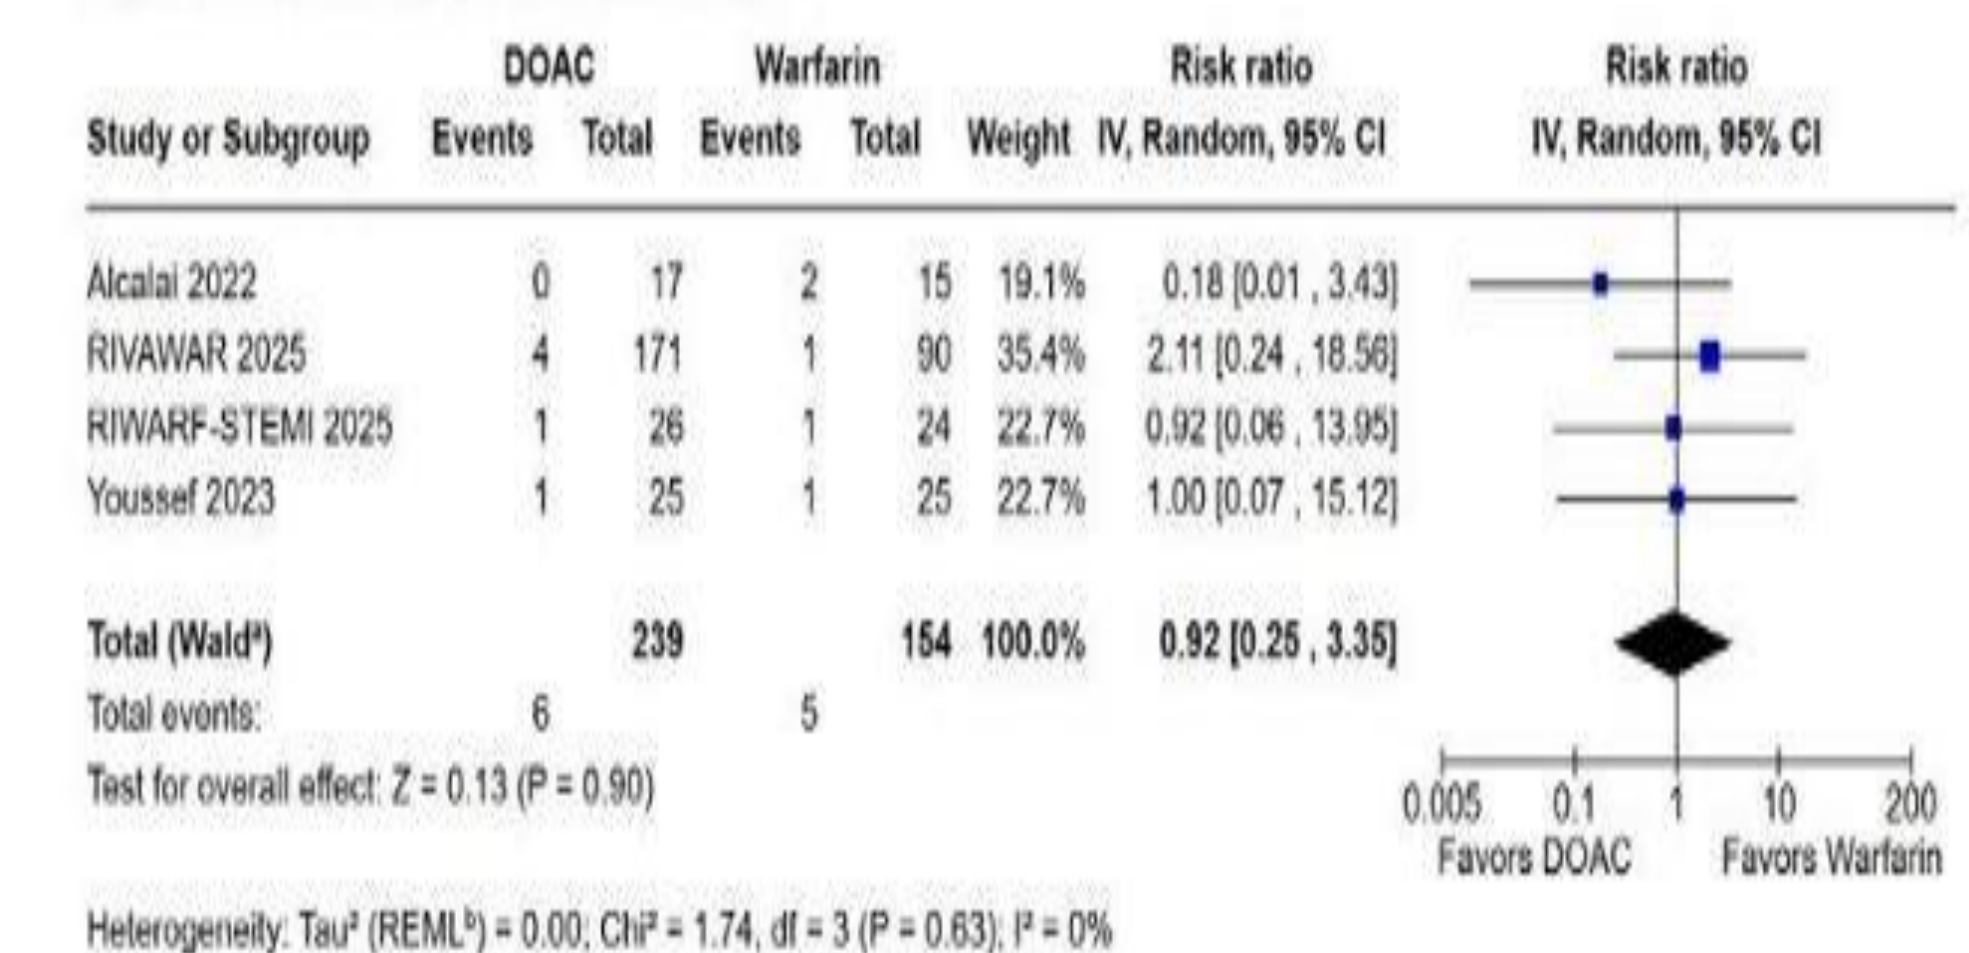 DOAC Warfarin Risk ratio Risk ratio
Study or Subgroup Events Total Events Total Weight IV, Random, 95% CI IV, Random, 95% CI
Alcalai 2022 0 17 2 15 19.1% 0.18 [0.01 , 3.43]
RIVAWAR 2025 4 171 1 90 35.4% 2.11 [0.24 , 18.56]
RIWARF-STEMI 2025 1 26 1 24 22.7% 0.92 [0.06 , 13.95]
Youssef 2023 1 25 1 25 22.7% 1.00 [0.07 , 15.12]
Total (Waldª) 239 154 100.0% 0.92 [0.25 , 3.35]
Total events: 6 5
Test for overall effect: Z = 0.13 (P = 0.90)
0.005 0.1 1 10 200
Favors DOAC Favors Warfarin
Heterogeneity: Tau² (REMLᵇ) = 0.00; Chi² = 1.74, df = 3 (P = 0.63); I² = 0%